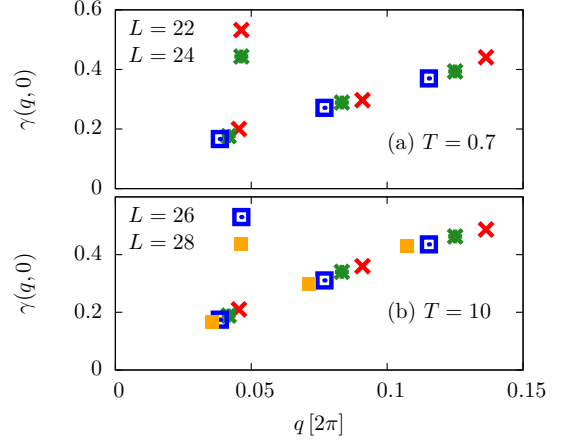 0.6
0.4
0.2
0
γ(q, 0)
L = 22
L = 24
(a) T = 0.7
0.4
0.2
0
γ(q, 0)
L = 26
L = 28
(b) T = 10
0 0.05 0.1 0.15
q [2π]